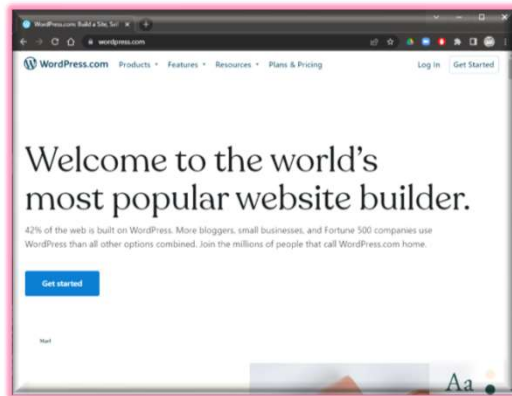 WordPress.com: Build a Site, Sell
wordpress.com
WordPress.com Products Features Resources Plans & Pricing Log In Get Started
Welcome to the world's
most popular website builder.
42% of the web is built on WordPress. More bloggers, small businesses, and Fortune 500 companies use
WordPress than all other options combined. Join the millions of people that call WordPress.com home.
Get started
Aa